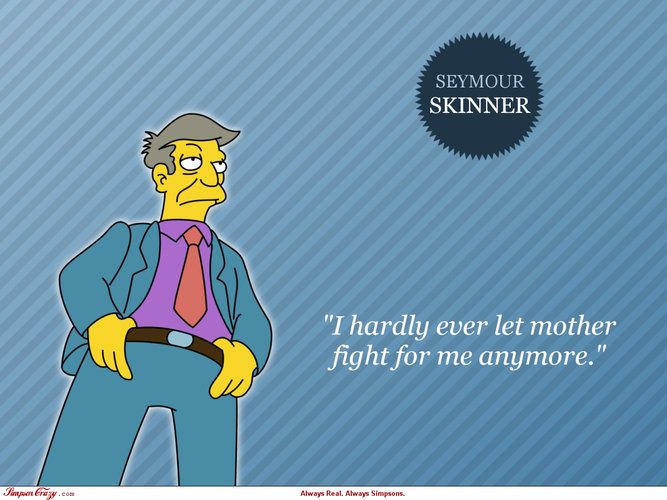 SEYMOUR
SKINNER
"I hardly ever let mother
fight for me anymore."
SimpsonCrazy.com
Always Real. Always Simpsons.